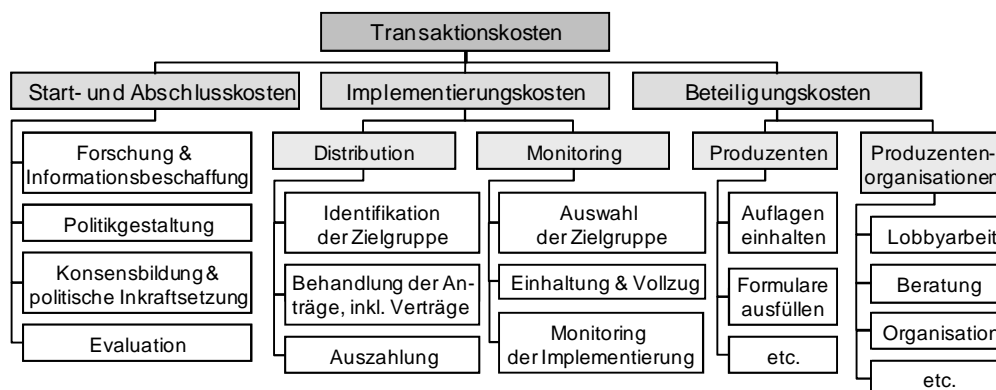 Transaktionskosten
Start- und Abschlusskosten
Implementierungskosten
Beteiligungskosten
Forschung &
Informationsbeschaffung
Politikgestaltung
Konsensbildung &
politische Inkraftsetzung
Evaluation
Distribution
Identifikation
der Zielgruppe
Behandlung der An-
träge, inkl. Verträge
Auszahlung
Monitoring
Auswahl
der Zielgruppe
Einhaltung & Vollzug
Monitoring
der Implementierung
Produzenten
Auflagen
einhalten
Formulare
ausfüllen
etc.
Produzenten-
organisationen
Lobbyarbeit
Beratung
Organisation
etc.